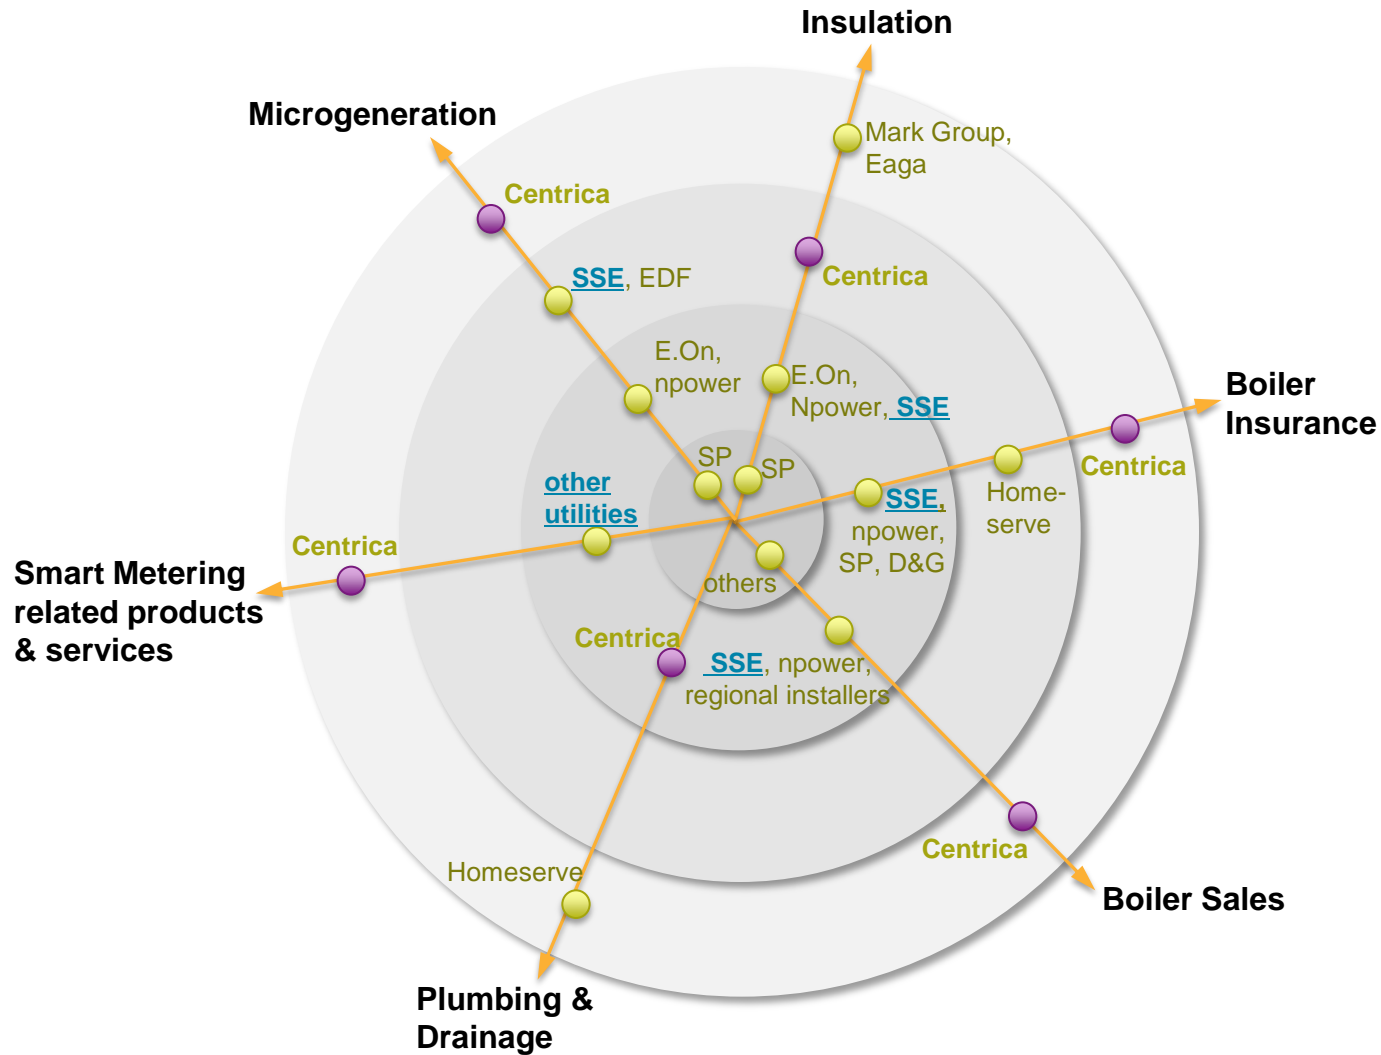 Insulation
Microgeneration
Mark Group,
Eaga
Centrica
Centrica
SSE, EDF
E.On,
npower
E.On,
Npower, SSE
Boiler
Insurance
Centrica
Home-
serve
SP
SP
SSE,
npower,
SP, D&G
other
utilities
Centrica
Smart Metering
related products
& services
others
Centrica
SSE, npower,
regional installers
Centrica
Boiler Sales
Homeserve
Plumbing &
Drainage